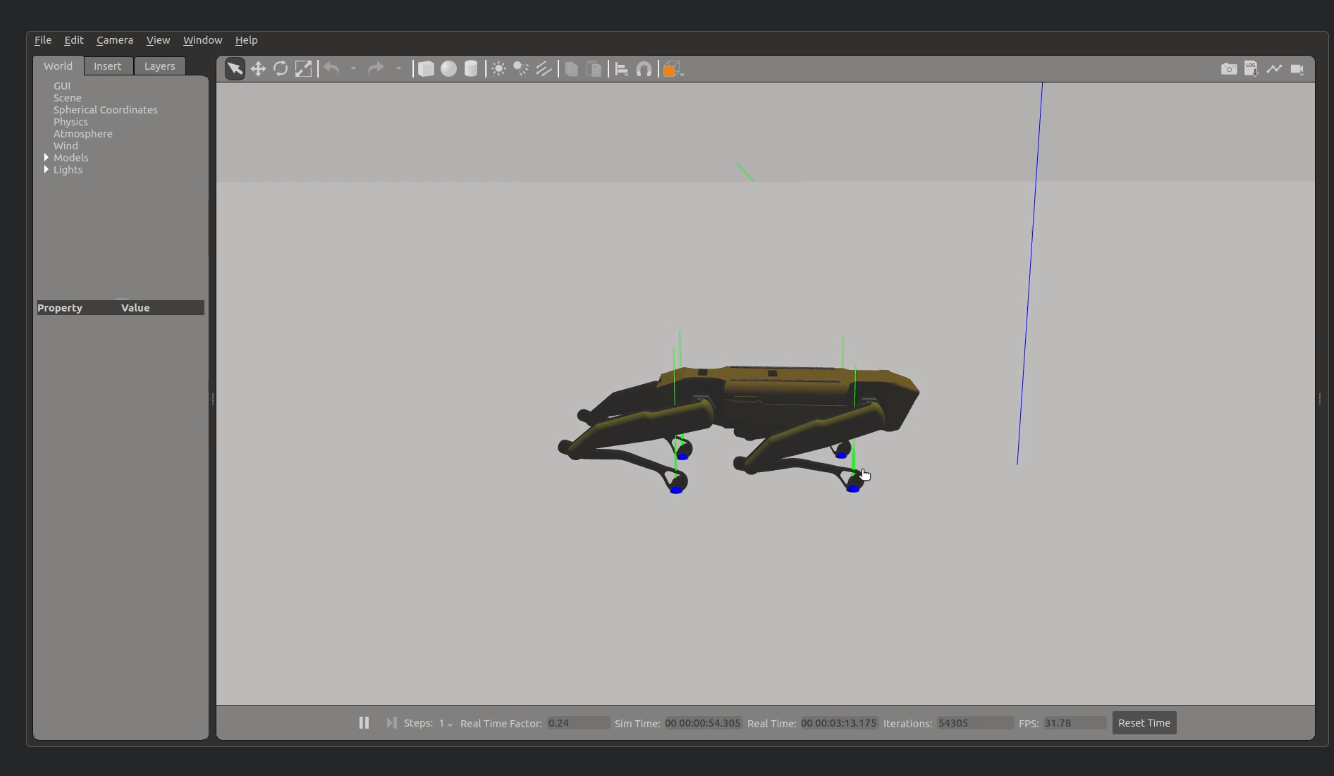 File Edit Camera View Window Help
World Insert Layers
GUI
Scene
Spherical Coordinates
Physics
Atmosphere
Wind
Models
Lights
Property Value
LOG
Steps: 1 Real Time Factor: 0.24 Sim Time: 00 00:00:54.305 Real Time: 00 00:03:13.175 Iterations: 54305 FPS: 31.78 Reset Time